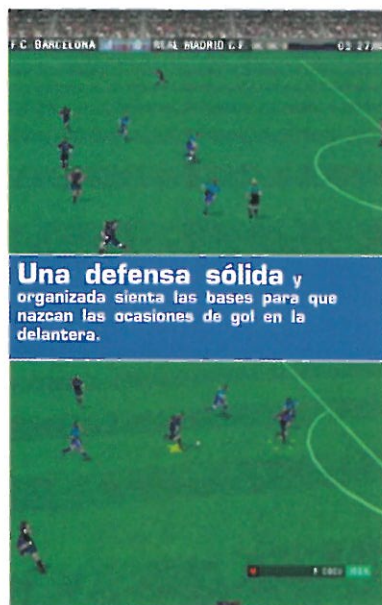 F.C. BARCELONA REAL MADRID C.F.
Una defensa sólida y
organizada sienta las bases para que
nazcan las ocasiones de gol en la
delantera.